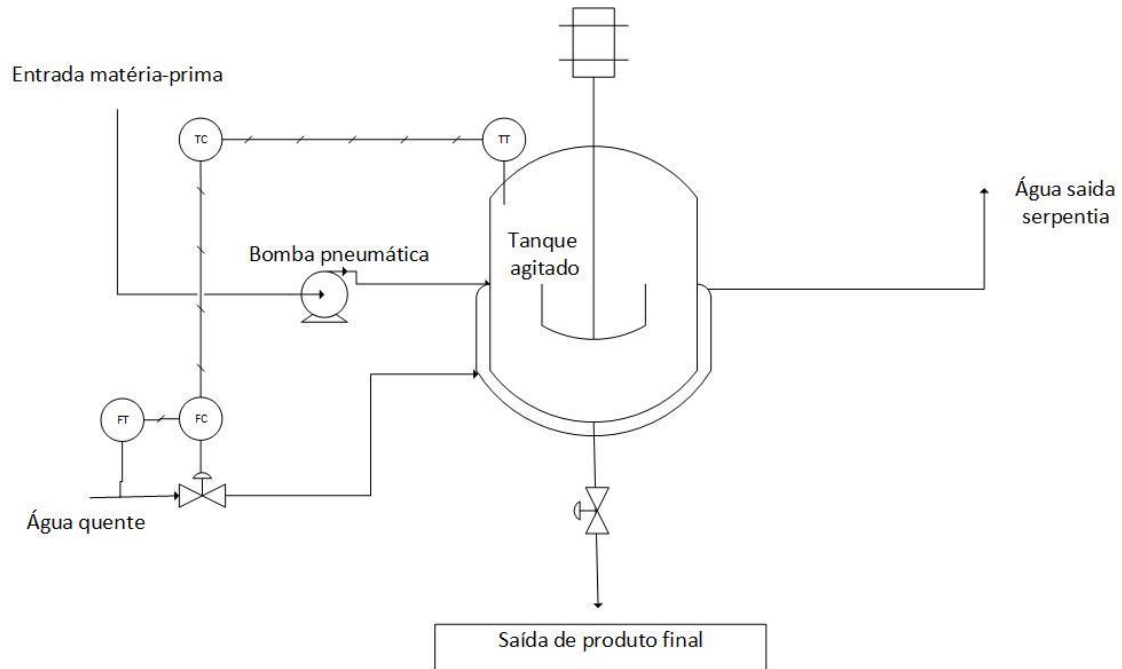 Entrada matéria-prima
TC
TT
Água saida
serpentia
Tanque
agitado
Bomba pneumática
FT
FC
Água quente
Saída de produto final